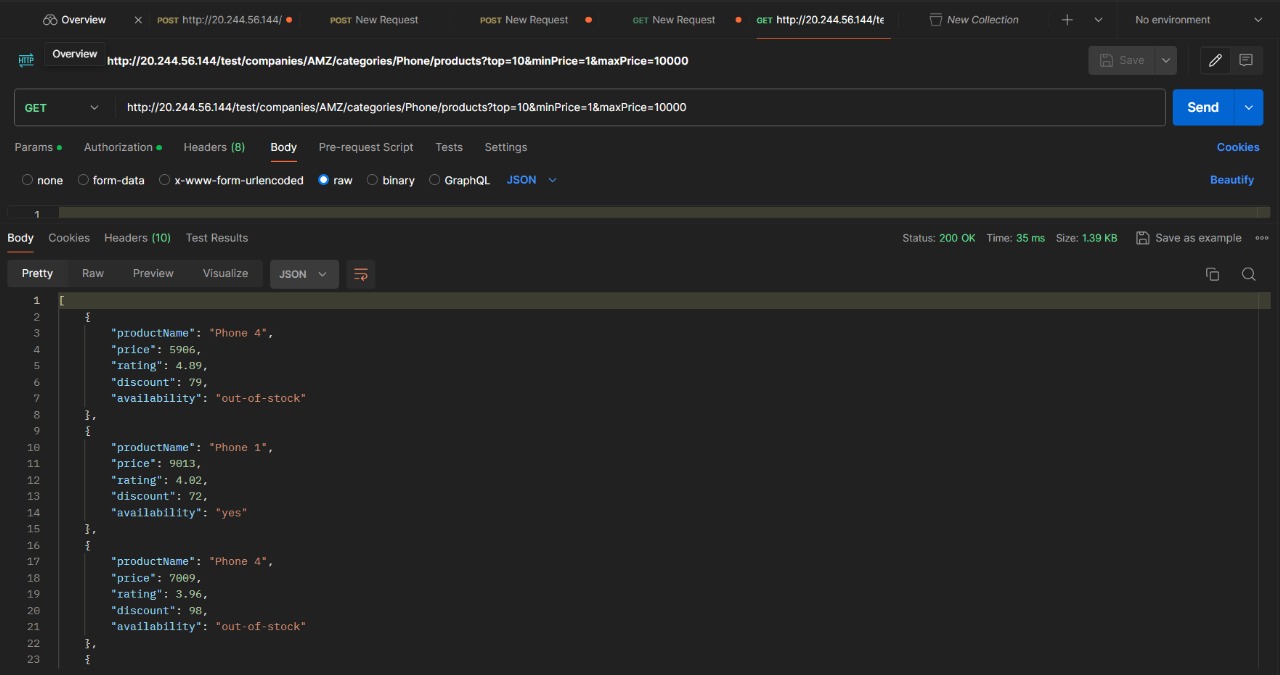 Overview POST http://20.244.56.144/ POST New Request POST New Request GET New Request GET http://20.244.56.144/te New Collection No environment
HTTP Overview http://20.244.56.144/test/companies/AMZ/categories/Phone/products?top=10&minPrice=1&maxPrice=10000 Save
GET http://20.244.56.144/test/companies/AMZ/categories/Phone/products?top=10&minPrice=1&maxPrice=10000 Send
Params Authorization Headers (8) Body Pre-request Script Tests Settings Cookies
none form-data x-www-form-urlencoded raw binary GraphQL JSON Beautify
1
Body Cookies Headers (10) Test Results Status: 200 OK Time: 35 ms Size: 1.39 KB Save as example
Pretty Raw Preview Visualize JSON
1 [
2 {
3 "productName": "Phone 4",
4 "price": 5906,
5 "rating": 4.89,
6 "discount": 79,
7 "availability": "out-of-stock"
8 },
9 {
10 "productName": "Phone 1",
11 "price": 9013,
12 "rating": 4.02,
13 "discount": 72,
14 "availability": "yes"
15 },
16 {
17 "productName": "Phone 4",
18 "price": 7009,
19 "rating": 3.96,
20 "discount": 98,
21 "availability": "out-of-stock"
22 },
23 {